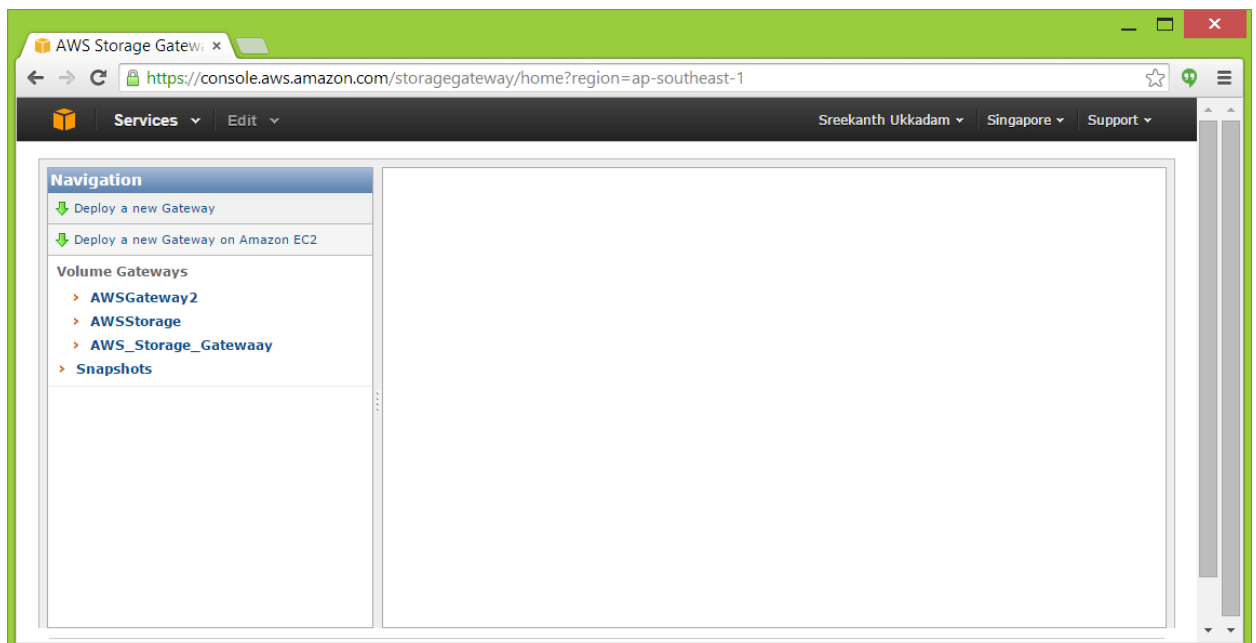 AWS Storage Gatew
https://console.aws.amazon.com/storagegateway/home?region=ap-southeast-1
Services Edit Sreekanth Ukkadam Singapore Support
Navigation
Deploy a new Gateway
Deploy a new Gateway on Amazon EC2
Volume Gateways
AWSGateway2
AWSStorage
AWS_Storage_Gatewaay
Snapshots